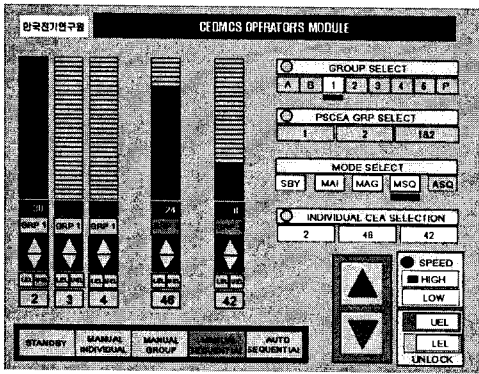 한국전기연구원
CEDMCS OPERATOR'S MODULE
GROUP SELECT
A B 1 2 3 4 5 P
PSCEA GRP SELECT
1 2 1&2
MODE SELECT
SBY MAI MAG MSQ ASQ
INDIVIDUAL CEA SELECTION
2 46 42
GRP 1 GRP 1 GRP 1
2 3 4 46 42
SPEED
HIGH
LOW
UEL
LEL
UNLOCK
STANDBY
MANUAL INDIVIDUAL
MANUAL GROUP
AUTO SEQUENTIAL